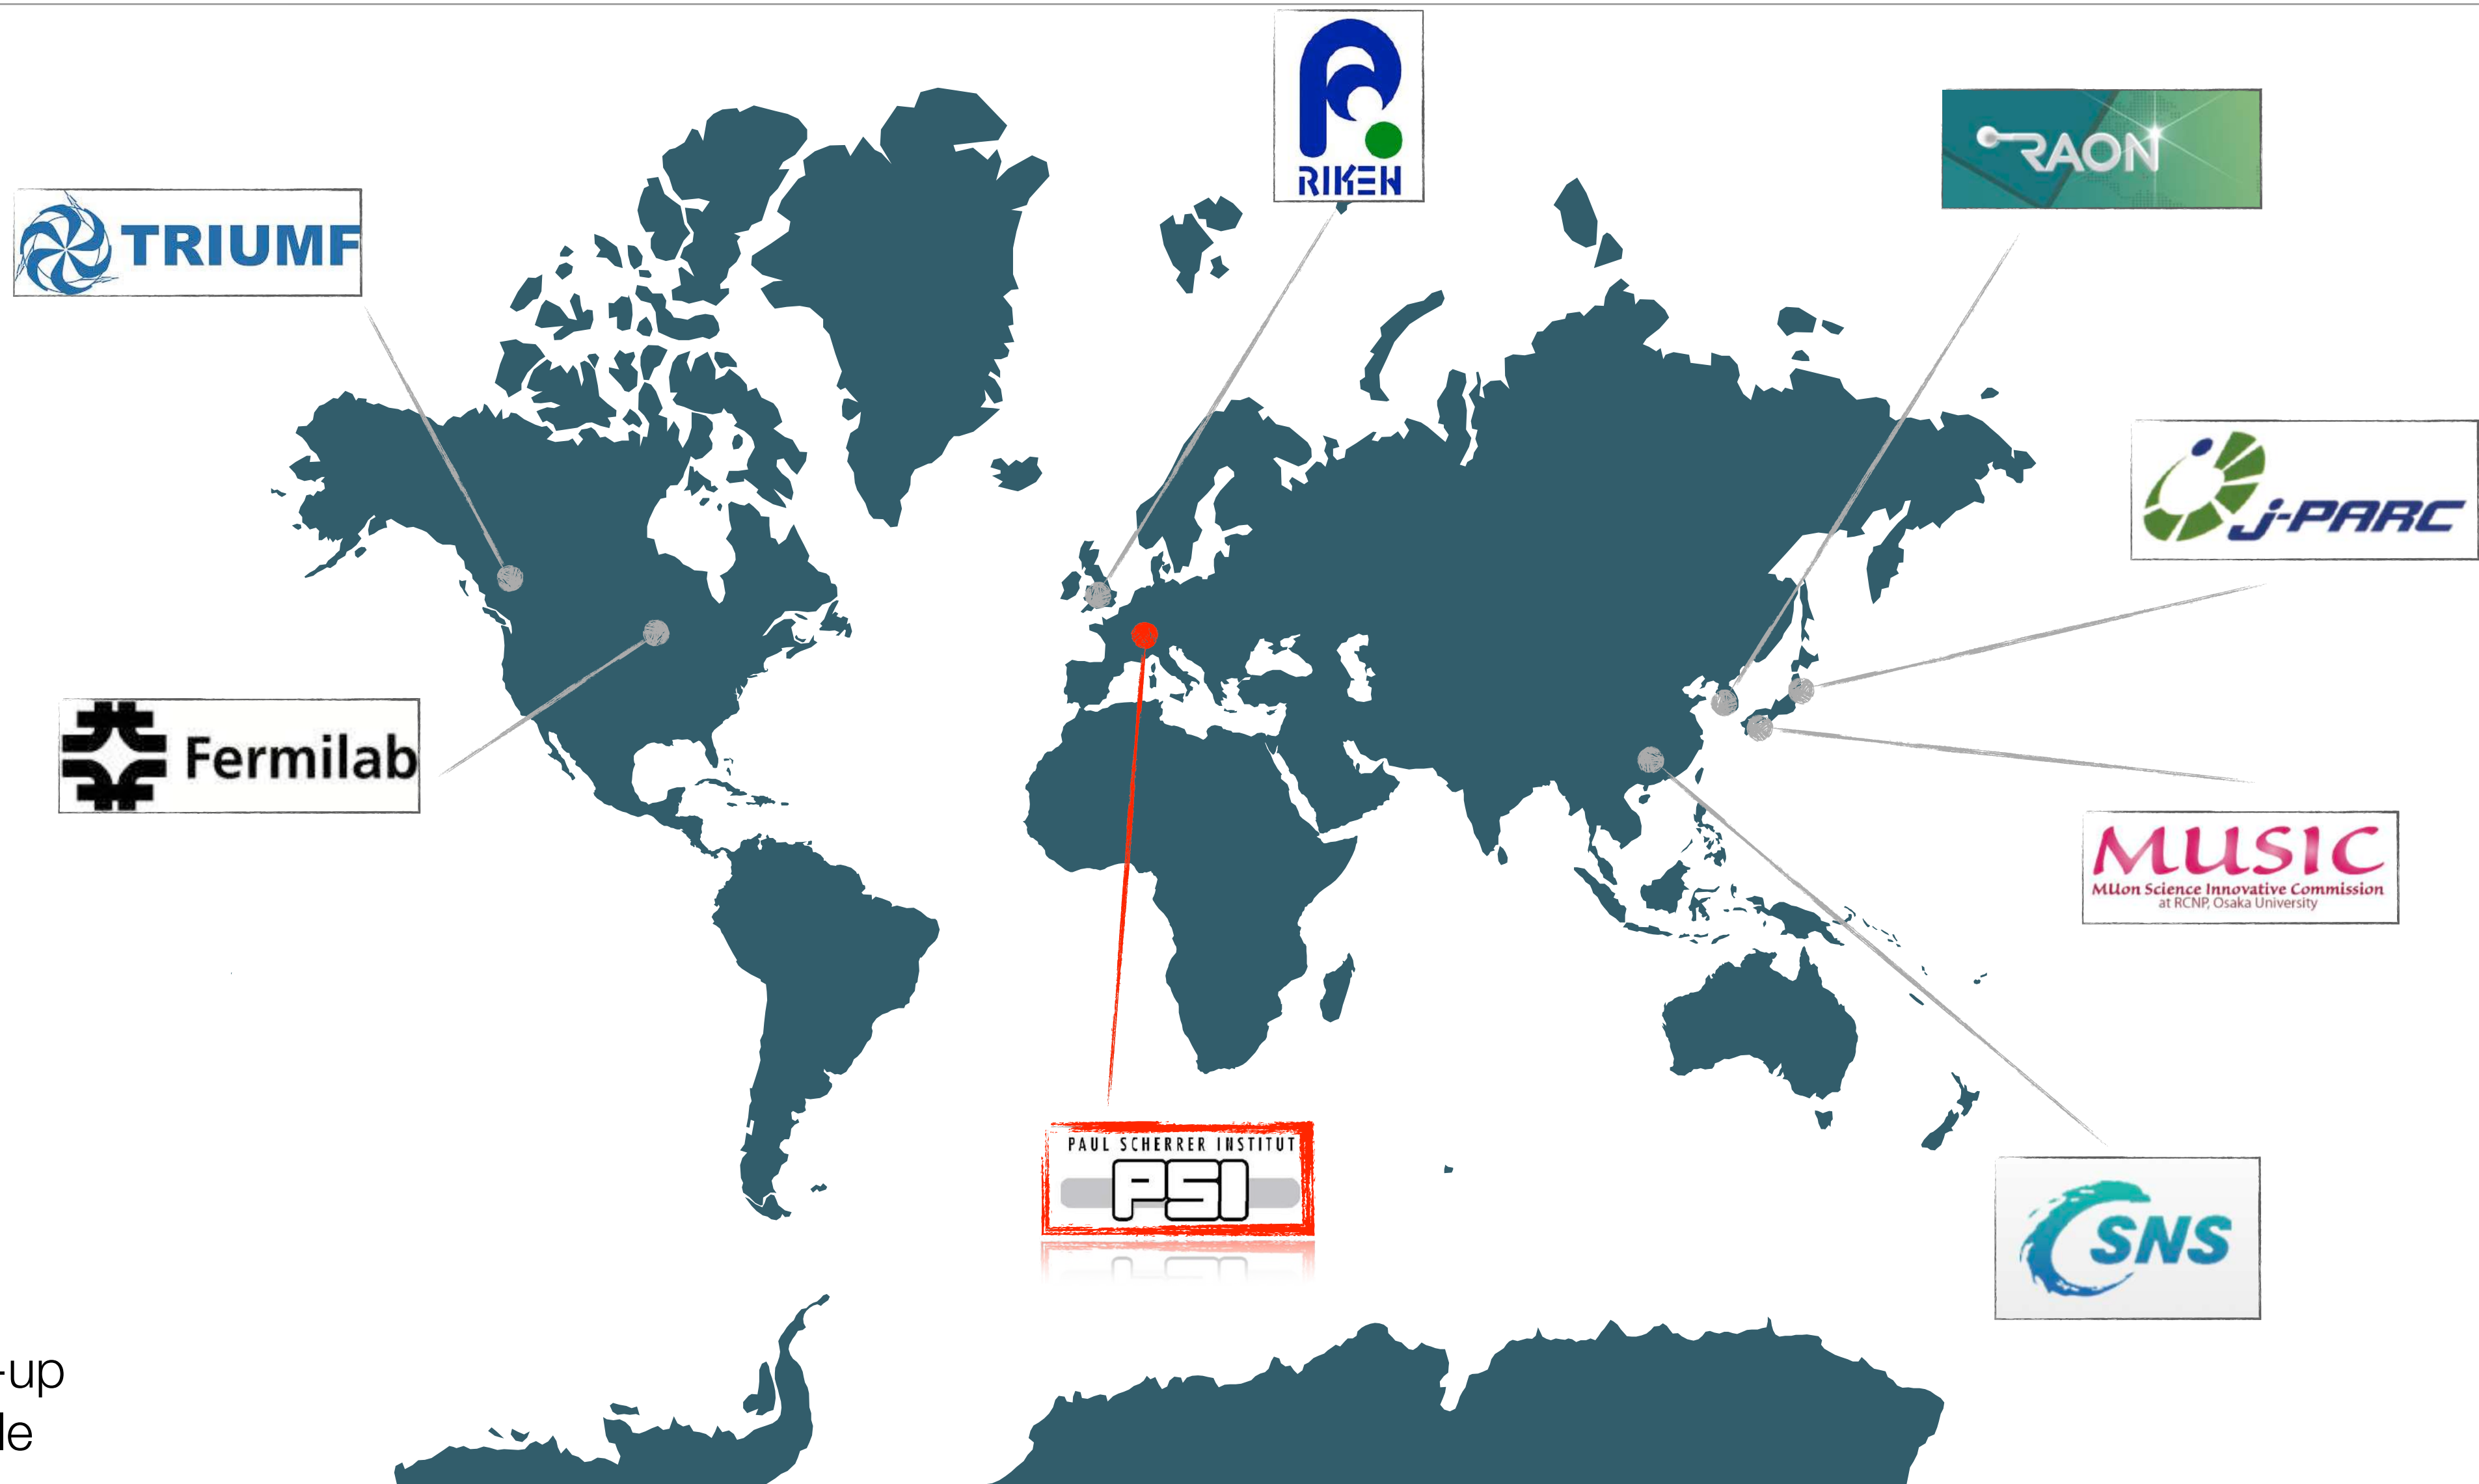 RIKEN
RAON
TRIUMF
j-PARC
Fermilab
MUSIC
MUon Science Innovative Commission
at RCNP, Osaka University
PAUL SCHERRER INSTITUT
PSI
CSNS
-up
le